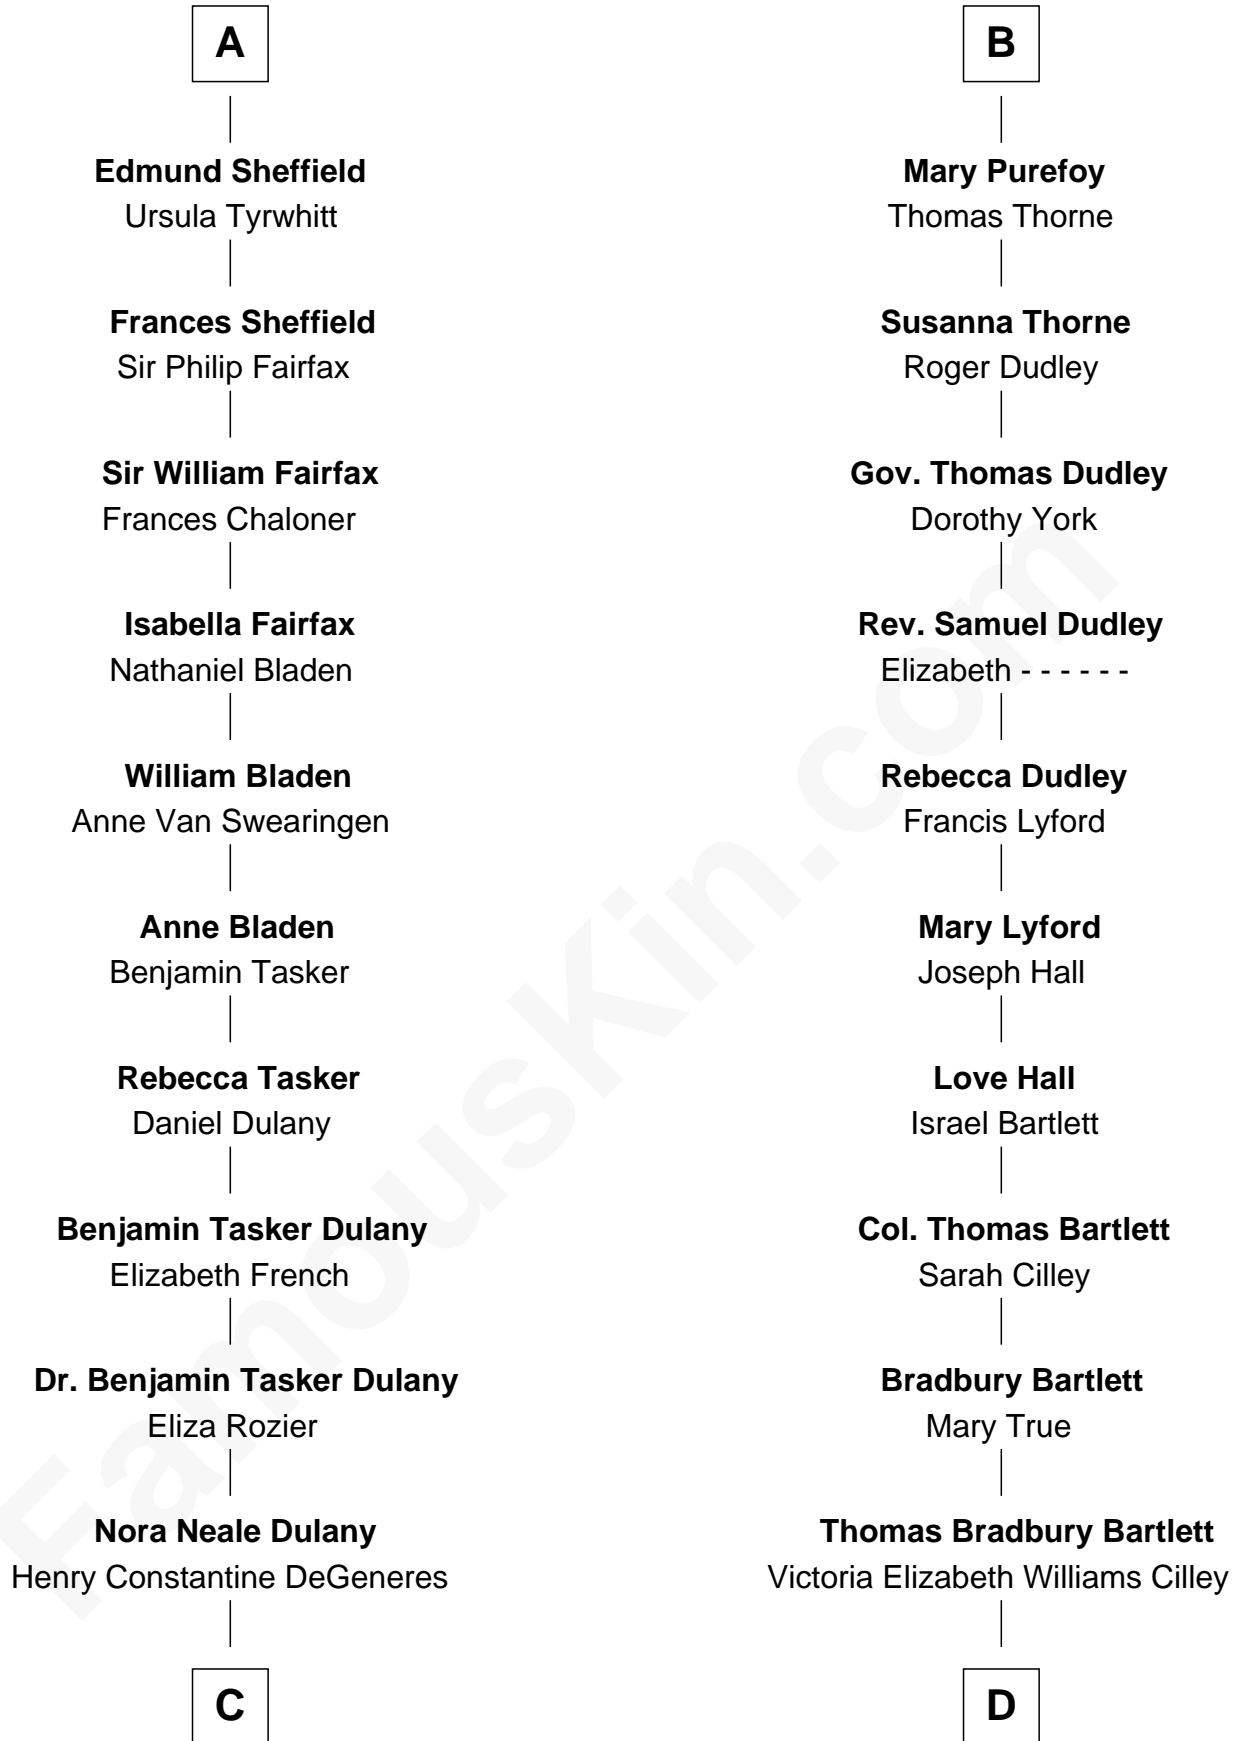 A
Edmund Sheffield
Ursula Tyrwhitt
Frances Sheffield
Sir Philip Fairfax
Sir William Fairfax
Frances Chaloner
Isabella Fairfax
Nathaniel Bladen
William Bladen
Anne Van Swearingen
Anne Bladen
Benjamin Tasker
Rebecca Tasker
Daniel Dulany
Benjamin Tasker Dulany
Elizabeth French
Dr. Benjamin Tasker Dulany
Eliza Rozier
Nora Neale Dulany
Henry Constantine DeGeneres
C
B
Mary Purefoy
Thomas Thorne
Susanna Thorne
Roger Dudley
Gov. Thomas Dudley
Dorothy York
Rev. Samuel Dudley
Elizabeth - - - - - -
Rebecca Dudley
Francis Lyford
Mary Lyford
Joseph Hall
Love Hall
Israel Bartlett
Col. Thomas Bartlett
Sarah Cilley
Bradbury Bartlett
Mary True
Thomas Bradbury Bartlett
Victoria Elizabeth Williams Cilley
D
FamousKin.com